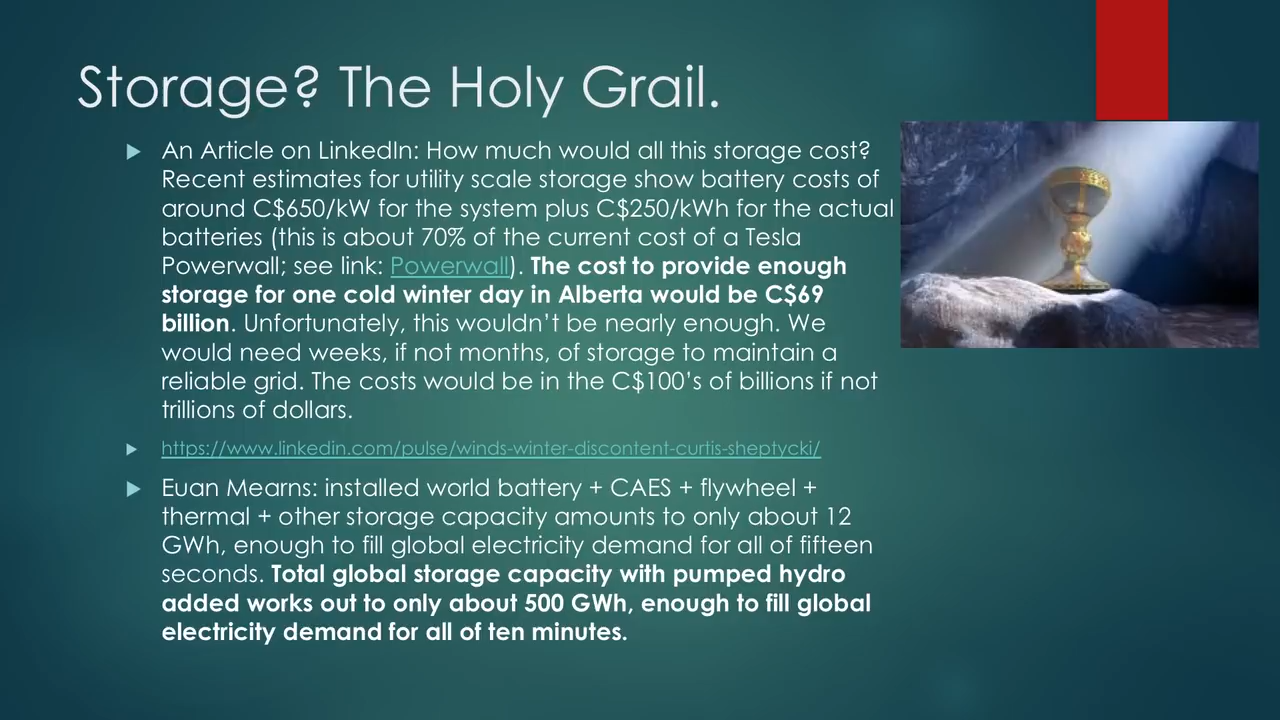 Storage? The Holy Grail.
An Article on LinkedIn: How much would all this storage cost?
Recent estimates for utility scale storage show battery costs of
around C$650/kW for the system plus C$250/kWh for the actual
batteries (this is about 70% of the current cost of a Tesla
Powerwall; see link: Powerwall). The cost to provide enough
storage for one cold winter day in Alberta would be C$69
billion. Unfortunately, this wouldn't be nearly enough. We
would need weeks, if not months, of storage to maintain a
reliable grid. The costs would be in the C$100's of billions if not
trillions of dollars.
https://www.linkedin.com/pulse/winds-winter-discontent-curtis-sheptycki/
Euan Mearns: installed world battery + CAES + flywheel +
thermal + other storage capacity amounts to only about 12
GWh, enough to fill global electricity demand for all of fifteen
seconds. Total global storage capacity with pumped hydro
added works out to only about 500 GWh, enough to fill global
electricity demand for all of ten minutes.